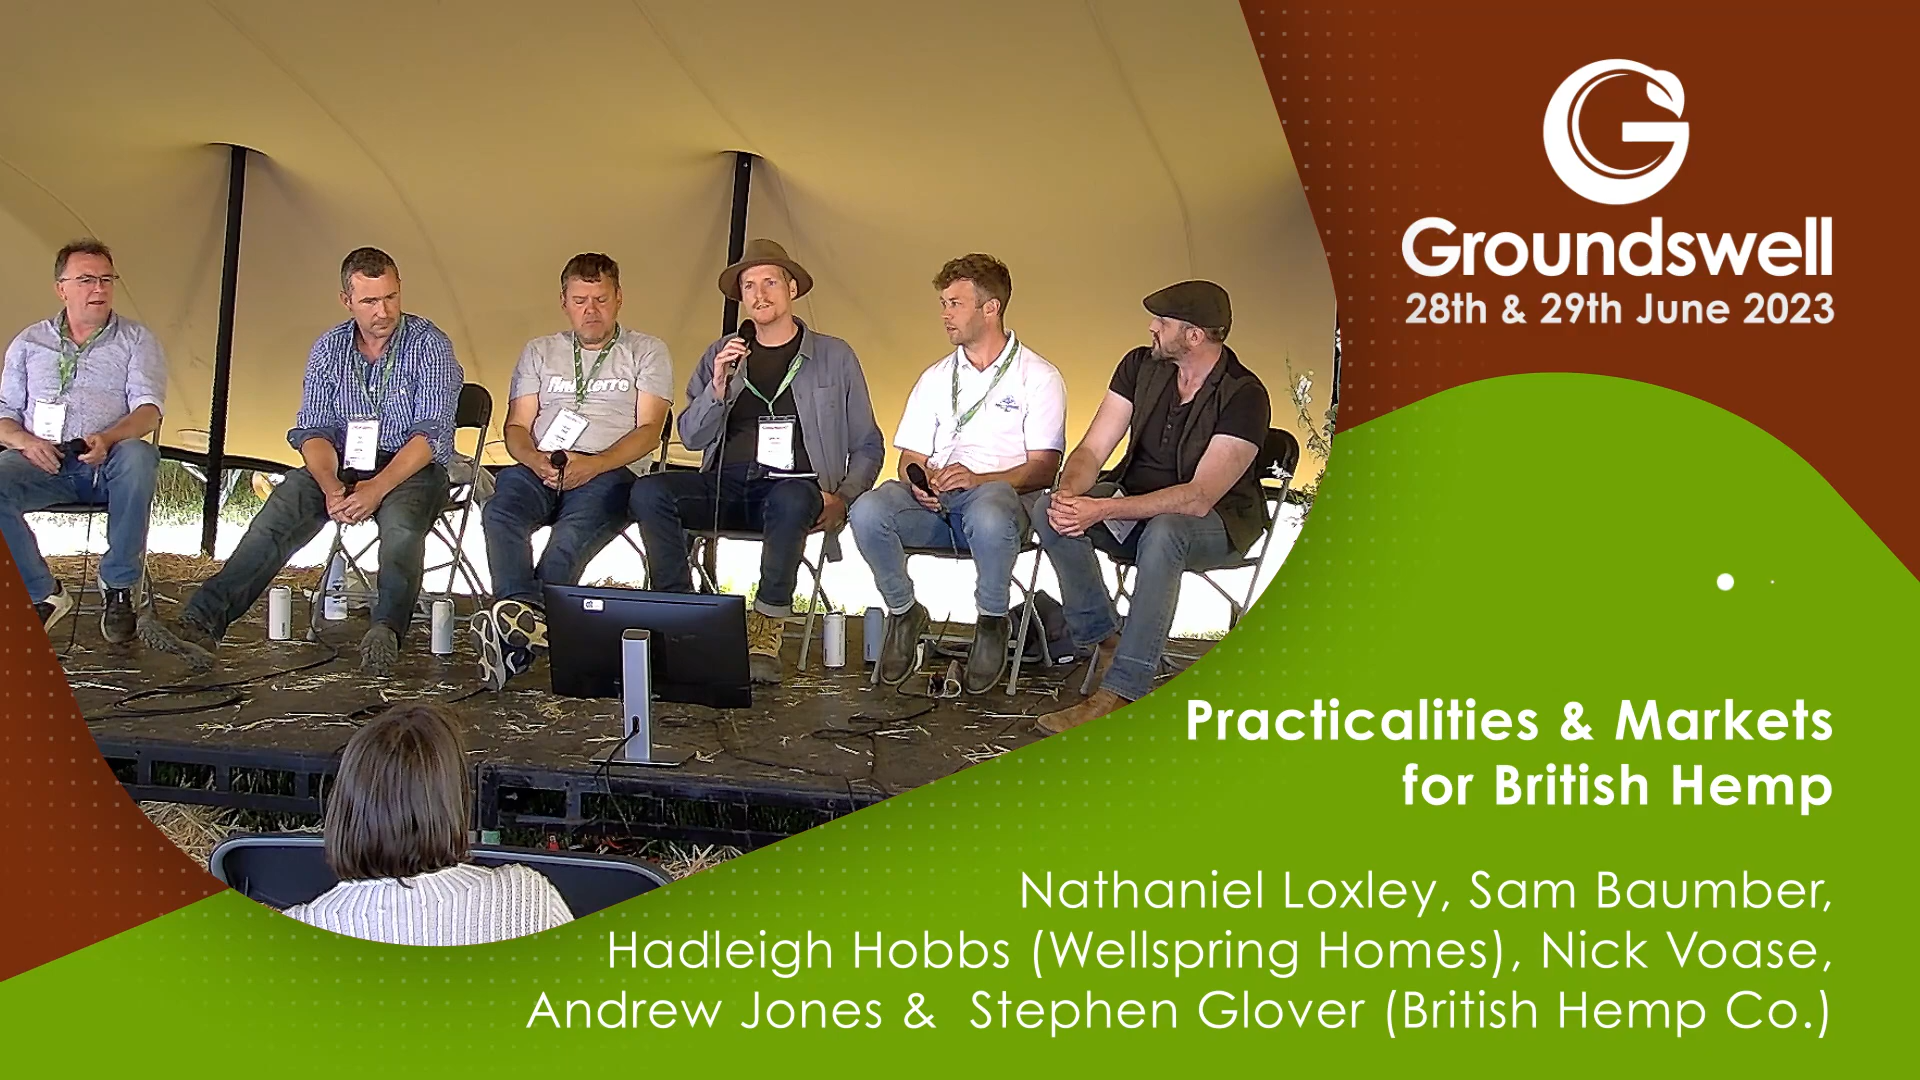 Groundswell
28th & 29th June 2023
Practicalities & Markets
for British Hemp
Nathaniel Loxley, Sam Baumber,
Hadleigh Hobbs (Wellspring Homes), Nick Voase,
Andrew Jones & Stephen Glover (British Hemp Co.)